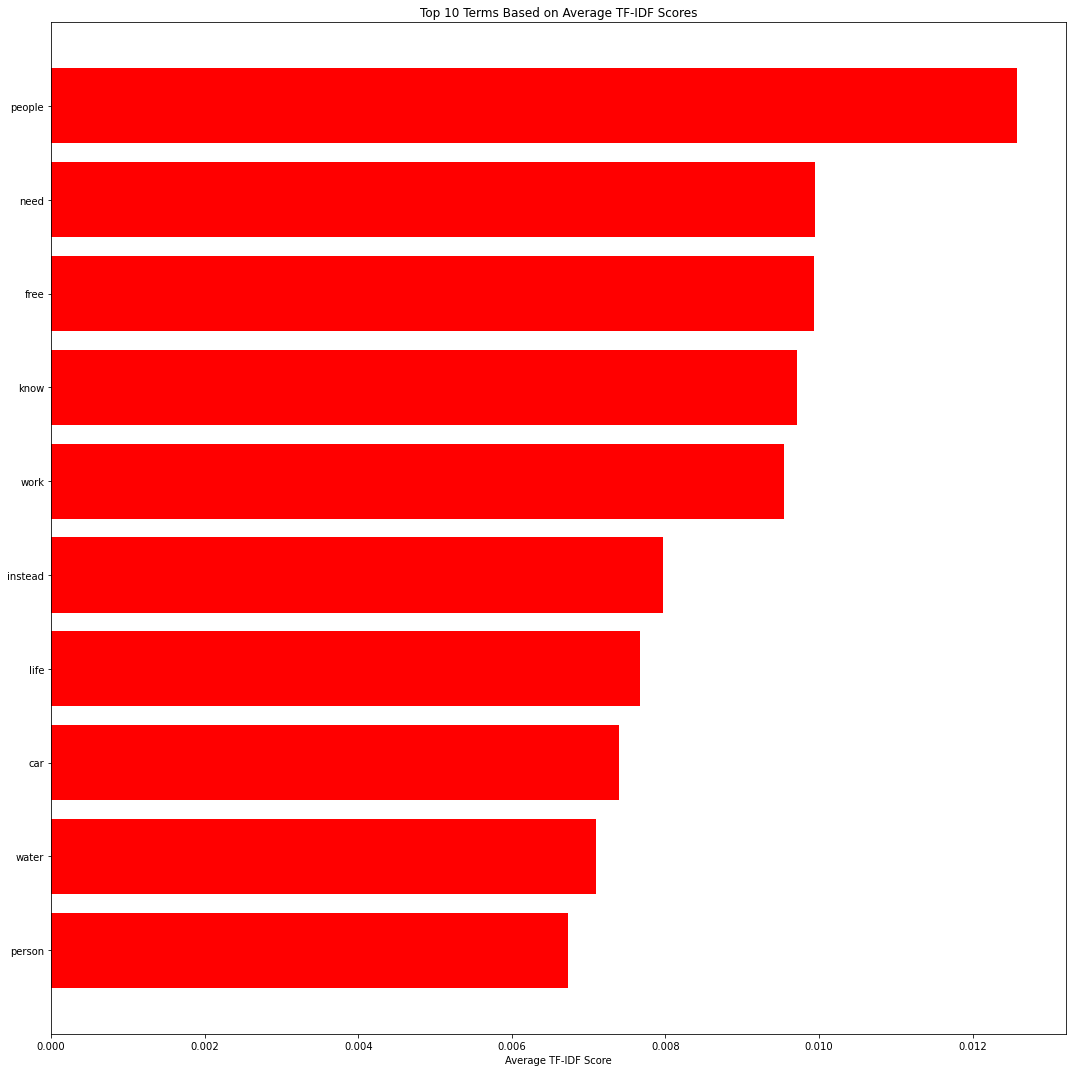 Top 10 Terms Based on Average TF-IDF Scores
people
need
free
know
work
instead
life
car
water
person
0.000 0.002 0.004 0.006 0.008 0.010 0.012
Average TF-IDF Score